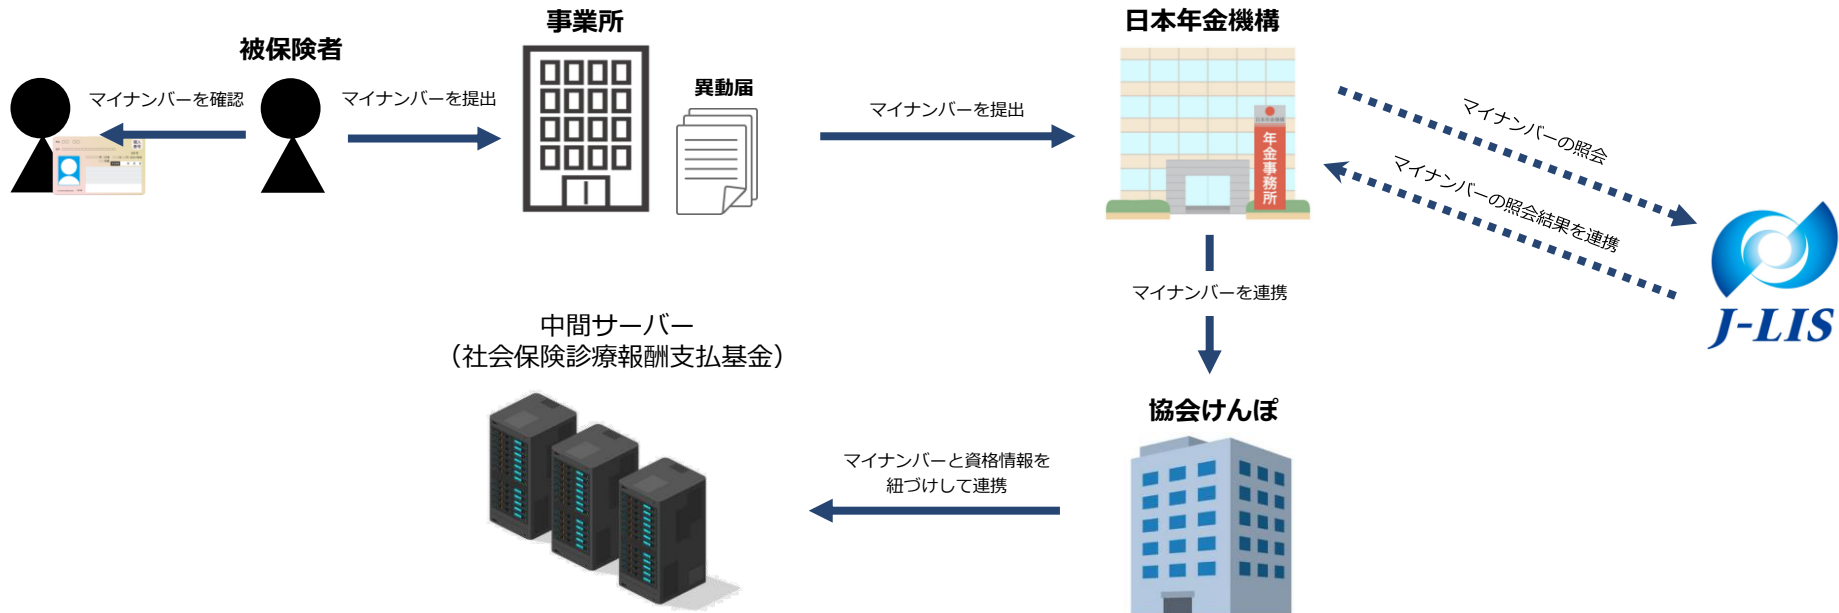 事業所
日本年金機構
被保険者
マイナンバーを確認
マイナンバーを提出
異動届
マイナンバーを提出
マイナンバーの照会
マイナンバーの照会結果を連携
日本年金機構
年金事務所
マイナンバーを連携
J-LIS
中間サーバー
（社会保険診療報酬支払基金）
協会けんぽ
マイナンバーと資格情報を
紐づけして連携